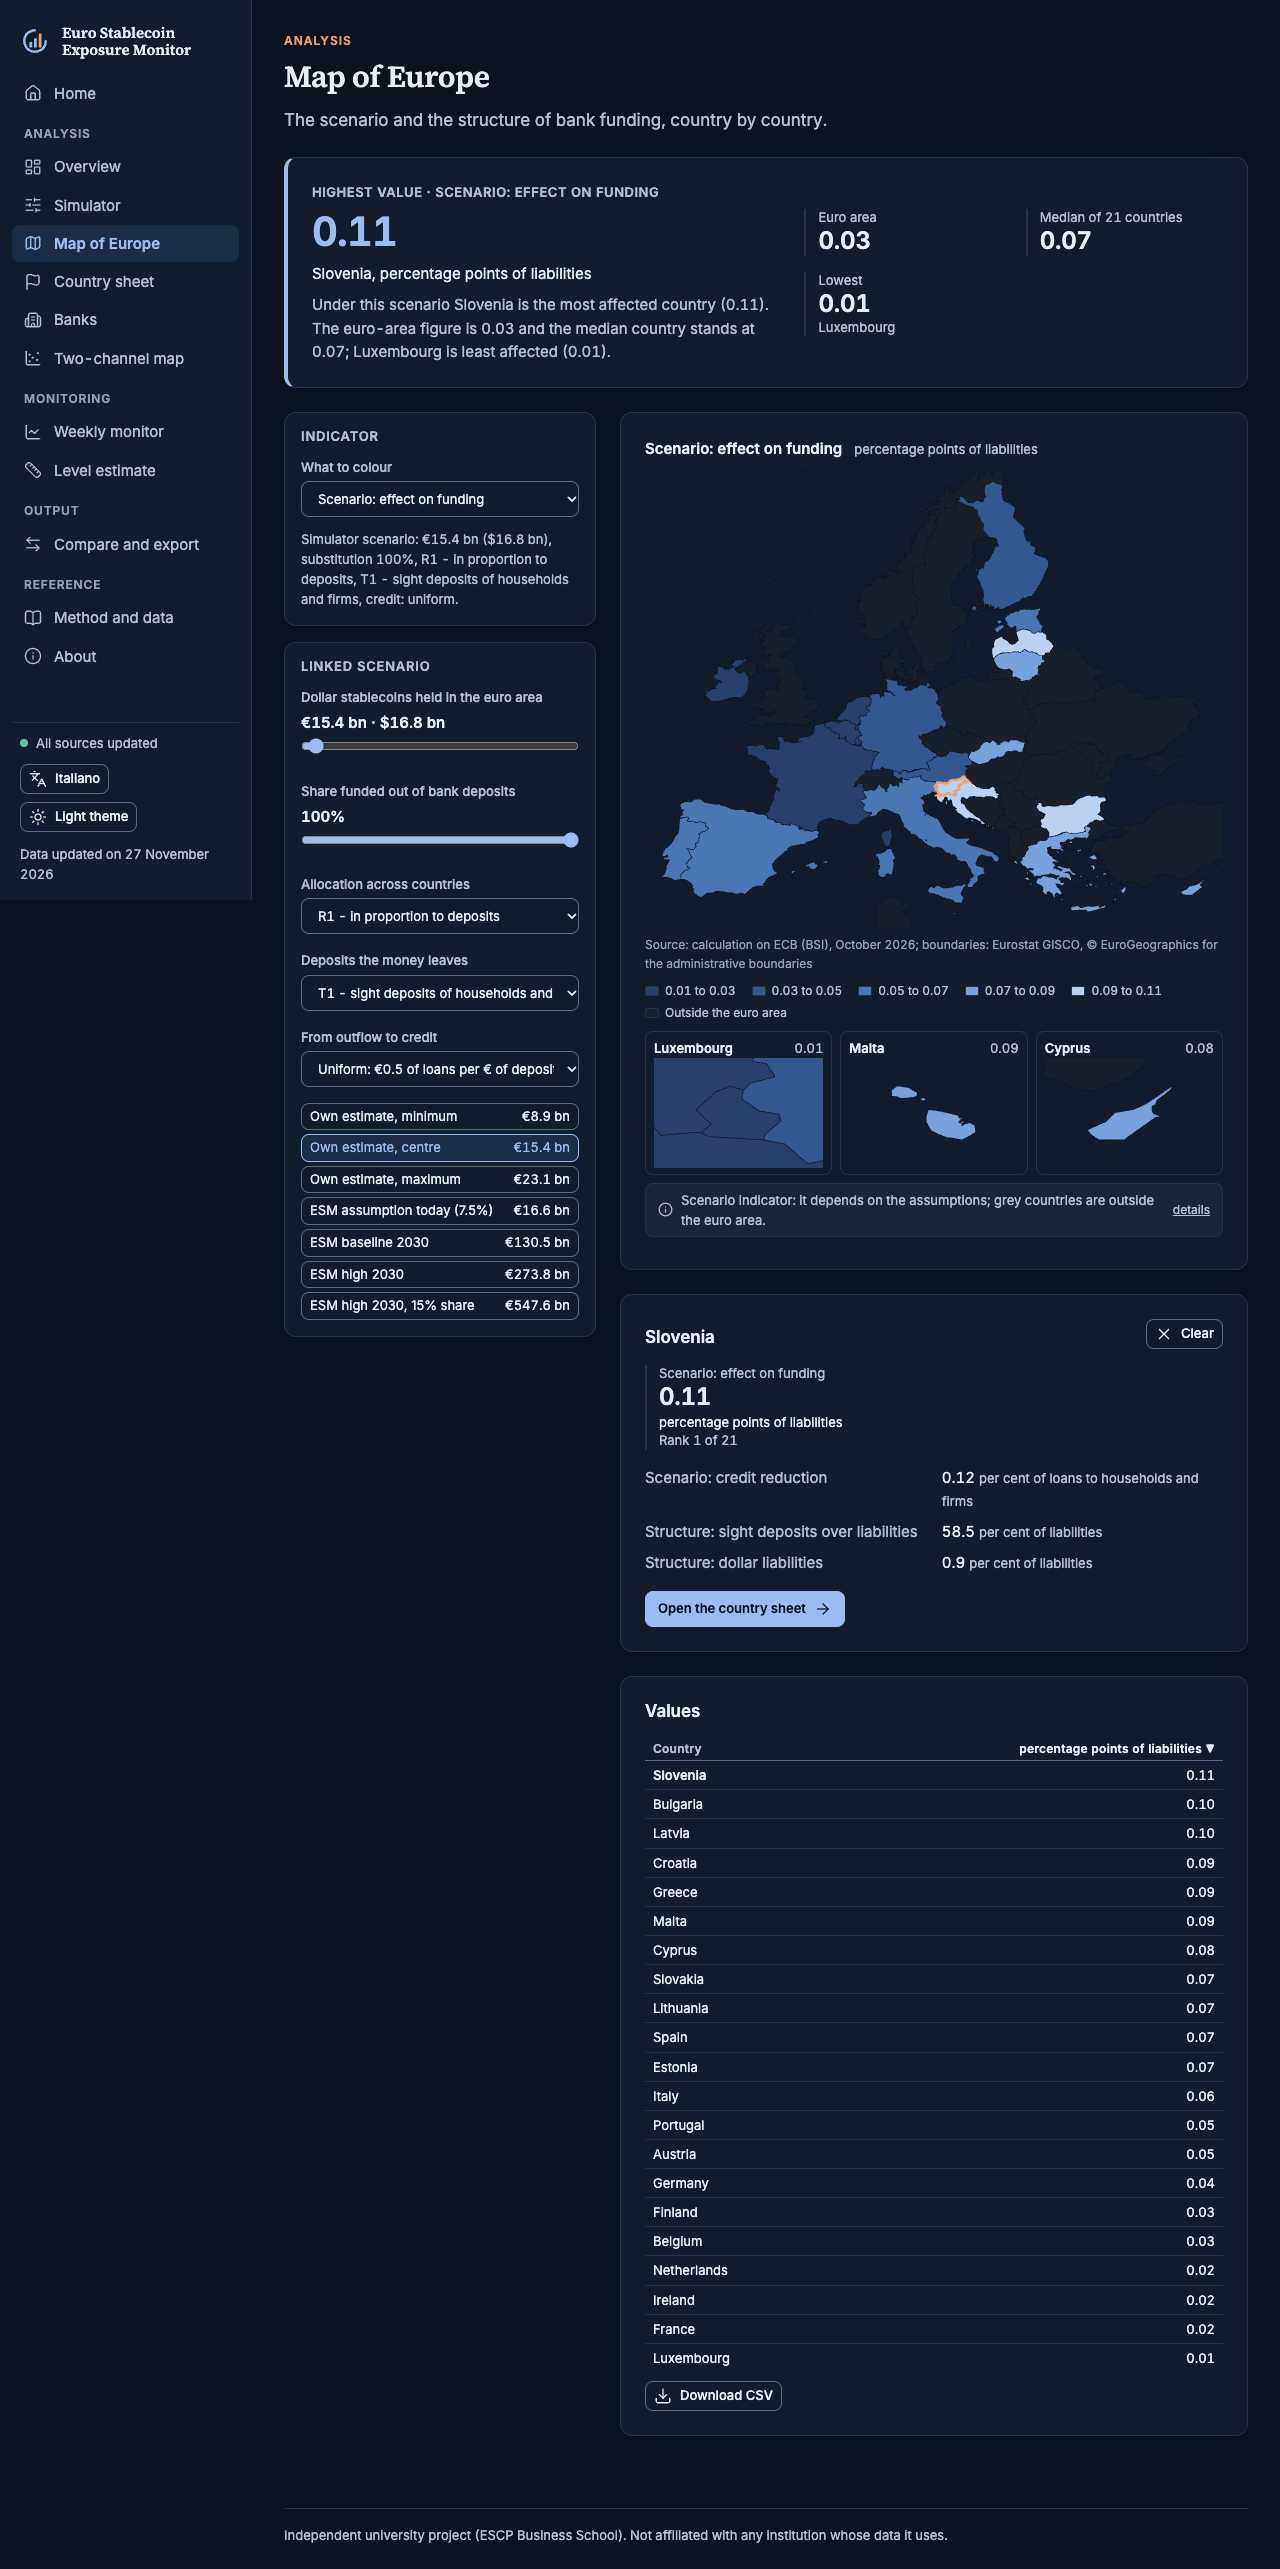 Euro Stablecoin
Exposure Monitor
Home
ANALYSIS
Overview
Simulator
Map of Europe
Country sheet
Banks
Two-channel map
MONITORING
Weekly monitor
Level estimate
OUTPUT
Compare and export
REFERENCE
Method and data
About
All sources updated
Italiano
Light theme
Data updated on 27 November
2026
ANALYSIS
Map of Europe
The scenario and the structure of bank funding, country by country.
HIGHEST VALUE · SCENARIO: EFFECT ON FUNDING
0.11
Slovenia, percentage points of liabilities
Under this scenario Slovenia is the most affected country (0.11).
The euro-area figure is 0.03 and the median country stands at
0.07; Luxembourg is least affected (0.01).
Euro area
0.03
Median of 21 countries
0.07
Lowest
0.01
Luxembourg
INDICATOR
What to colour
Scenario: effect on funding
Simulator scenario: €15.4 bn ($16.8 bn),
substitution 100%, R1 - in proportion to
deposits, T1 - sight deposits of households
and firms, credit: uniform.
LINKED SCENARIO
Dollar stablecoins held in the euro area
€15.4 bn · $16.8 bn
Share funded out of bank deposits
100%
Allocation across countries
R1 - in proportion to deposits
Deposits the money leaves
T1 - sight deposits of households and
From outflow to credit
Uniform: €0.5 of loans per € of deposi
Own estimate, minimum €8.9 bn
Own estimate, centre €15.4 bn
Own estimate, maximum €23.1 bn
ESM assumption today (7.5%) €16.6 bn
ESM baseline 2030 €130.5 bn
ESM high 2030 €273.8 bn
ESM high 2030, 15% share €547.6 bn
Scenario: effect on funding percentage points of liabilities
Source: calculation on ECB (BSI), October 2026; boundaries: Eurostat GISCO, © EuroGeographics for
the administrative boundaries
0.01 to 0.03 0.03 to 0.05 0.05 to 0.07 0.07 to 0.09 0.09 to 0.11
Outside the euro area
Luxembourg 0.01
Malta 0.09
Cyprus 0.08
Scenario indicator: it depends on the assumptions; grey countries are outside
the euro area.
details
Slovenia
Clear
Scenario: effect on funding
0.11
percentage points of liabilities
Rank 1 of 21
Scenario: credit reduction 0.12 per cent of loans to households and
firms
Structure: sight deposits over liabilities 58.5 per cent of liabilities
Structure: dollar liabilities 0.9 per cent of liabilities
Open the country sheet
Values
Country percentage points of liabilities ▼
Slovenia 0.11
Bulgaria 0.10
Latvia 0.10
Croatia 0.09
Greece 0.09
Malta 0.09
Cyprus 0.08
Slovakia 0.07
Lithuania 0.07
Spain 0.07
Estonia 0.07
Italy 0.06
Portugal 0.05
Austria 0.05
Germany 0.04
Finland 0.03
Belgium 0.03
Netherlands 0.02
Ireland 0.02
France 0.02
Luxembourg 0.01
Download CSV
Independent university project (ESCP Business School). Not affiliated with any institution whose data it uses.